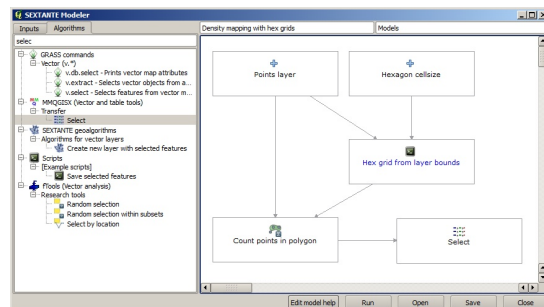 SEXTANTE Modeler
Inputs
Algorithms
Density mapping with hex grids
Models
selec
GRASS commands
Vector (v.*)
v.db.select - Prints vector map attributes
v.extract - Selects vector objects from a...
v.select - Selects features from vector m...
MMQGISX (Vector and table tools)
Transfer
Select
SEXTANTE geoalgorithms
Algorithms for vector layers
Create new layer with selected features
Scripts
[Example scripts]
Save selected features
fTools (Vector analysis)
Research tools
Random selection
Random selection within subsets
Select by location
Points layer
Hexagon cellsize
Hex grid from layer bounds
Count points in polygon
Select
Edit model help
Run
Open
Save
Close